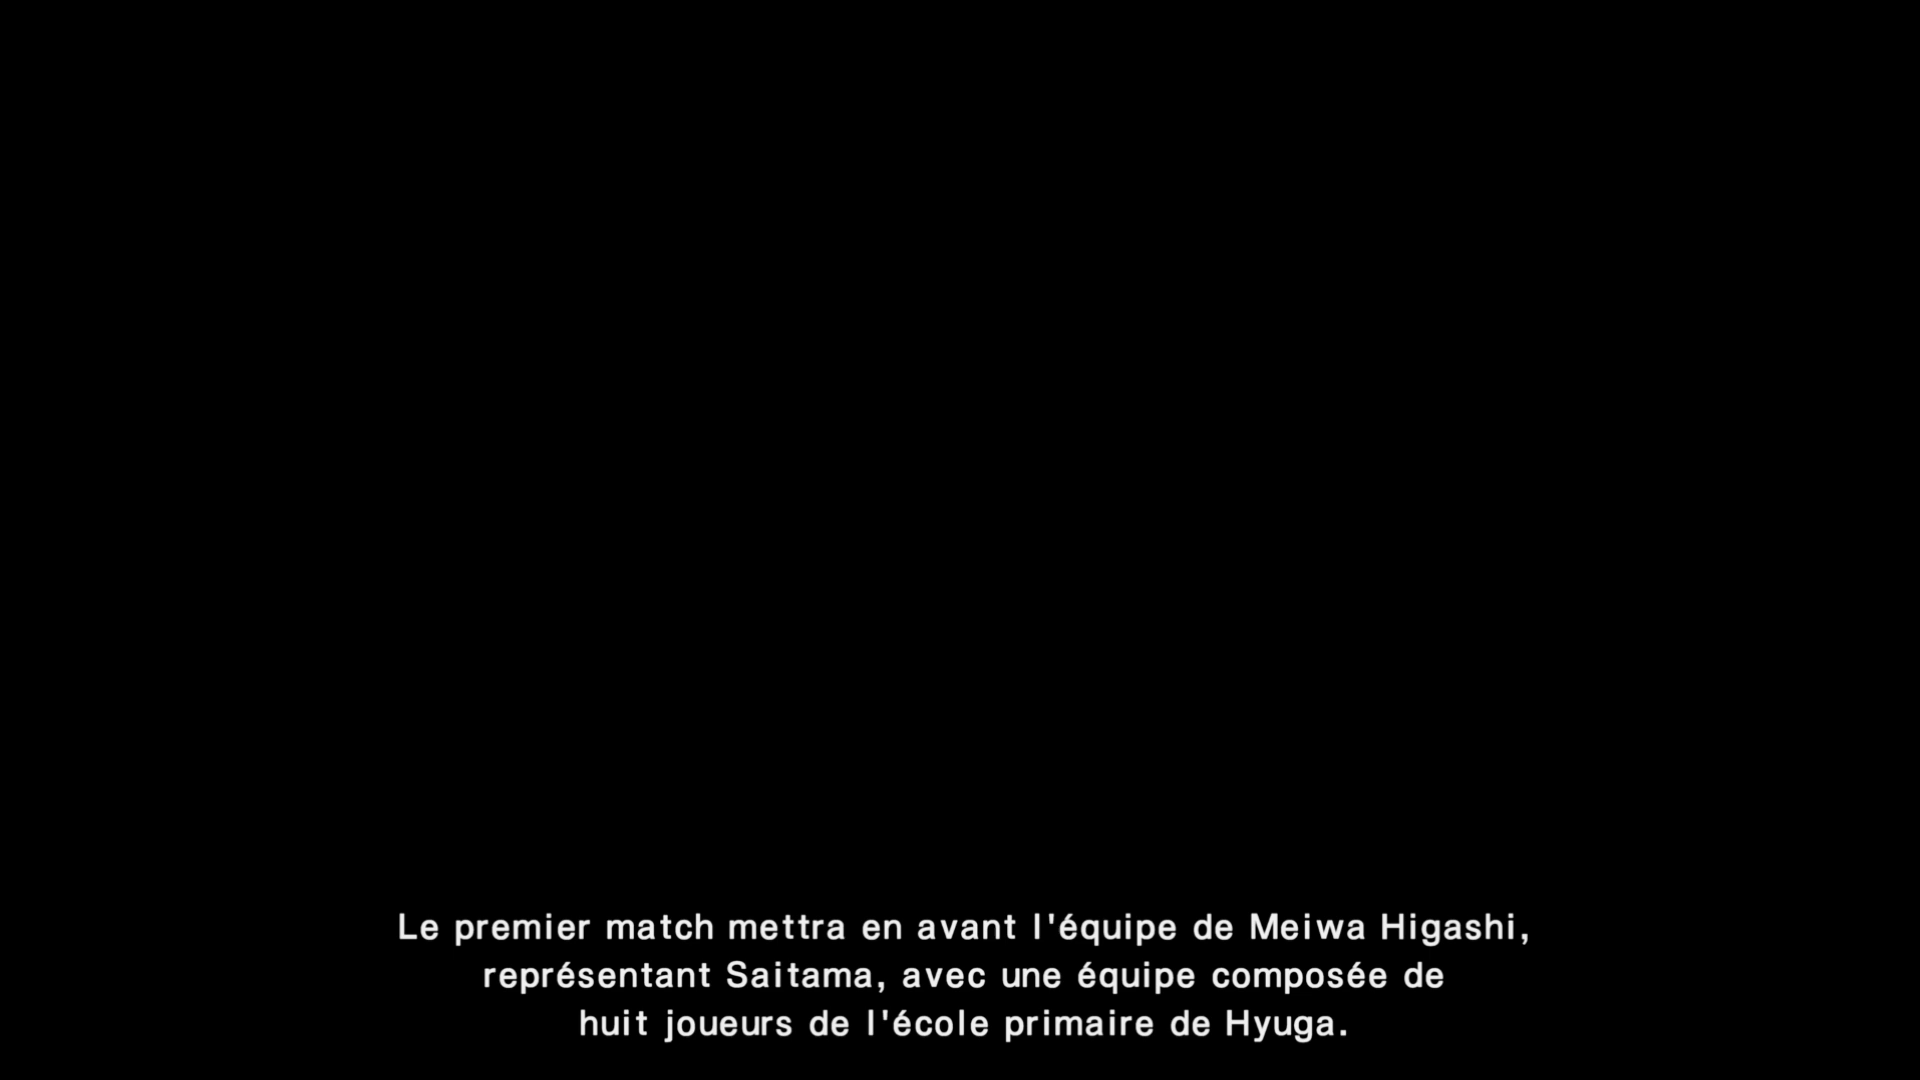 Le premier match mettra en avant l'équipe de Meiwa Higashi,
représentant Saitama, avec une équipe composée de
huit joueurs de l'école primaire de Hyuga.